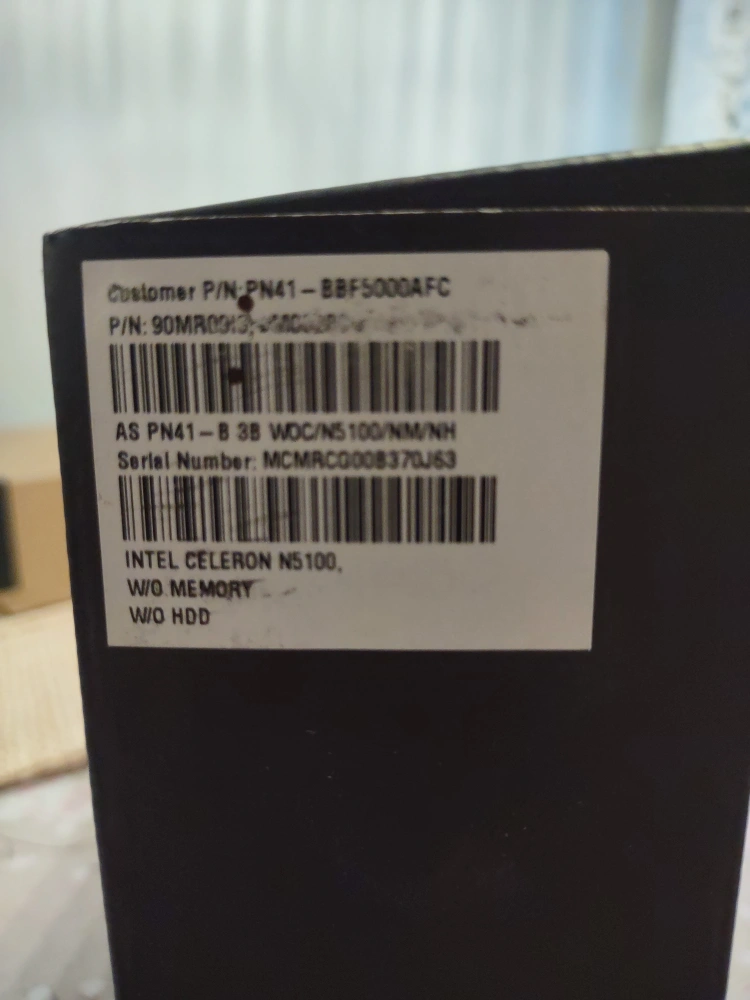 Customer P/N:PN41-BBF5000AFC
P/N:
AS PN41-B 3B WOC/N5100/NM/NH
Serial Number: MCMRCG00B370J63
INTEL CELERON N5100,
W/O MEMORY
W/O HDD